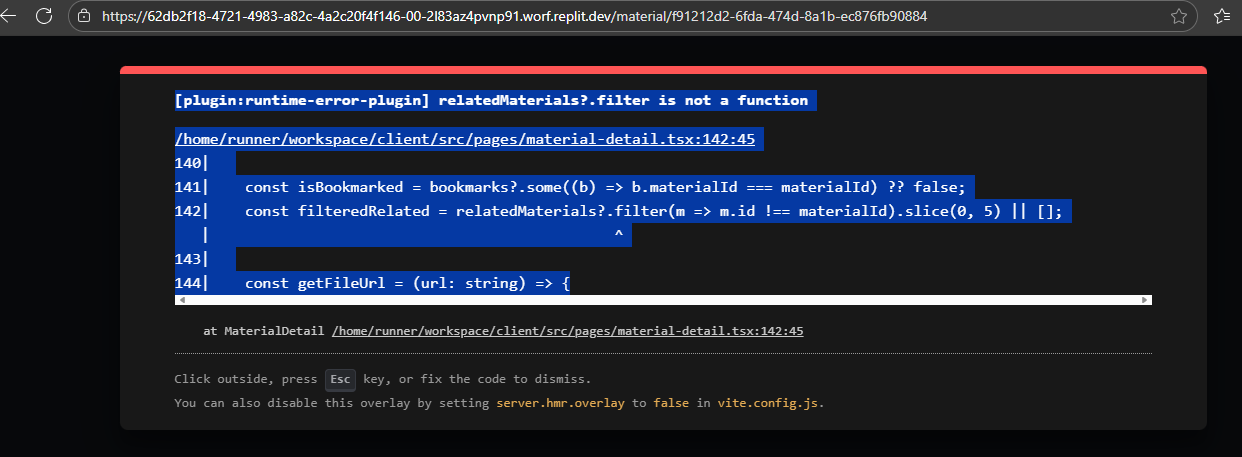 https://62db2f18-4721-4983-a82c-4a2c20f4f146-00-2l83az4pvnp91.worf.replit.dev/material/f91212d2-6fda-474d-8a1b-ec876fb90884
[plugin:runtime-error-plugin] relatedMaterials?.filter is not a function
/home/runner/workspace/client/src/pages/material-detail.tsx:142:45
140|
141|    const isBookmarked = bookmarks?.some((b) => b.materialId === materialId) ?? false;
142|    const filteredRelated = relatedMaterials?.filter(m => m.id !== materialId).slice(0, 5) || [];
   |                                               ^
143|
144|    const getFileUrl = (url: string) => {
at MaterialDetail /home/runner/workspace/client/src/pages/material-detail.tsx:142:45
Click outside, press Esc key, or fix the code to dismiss.
You can also disable this overlay by setting server.hmr.overlay to false in vite.config.js.